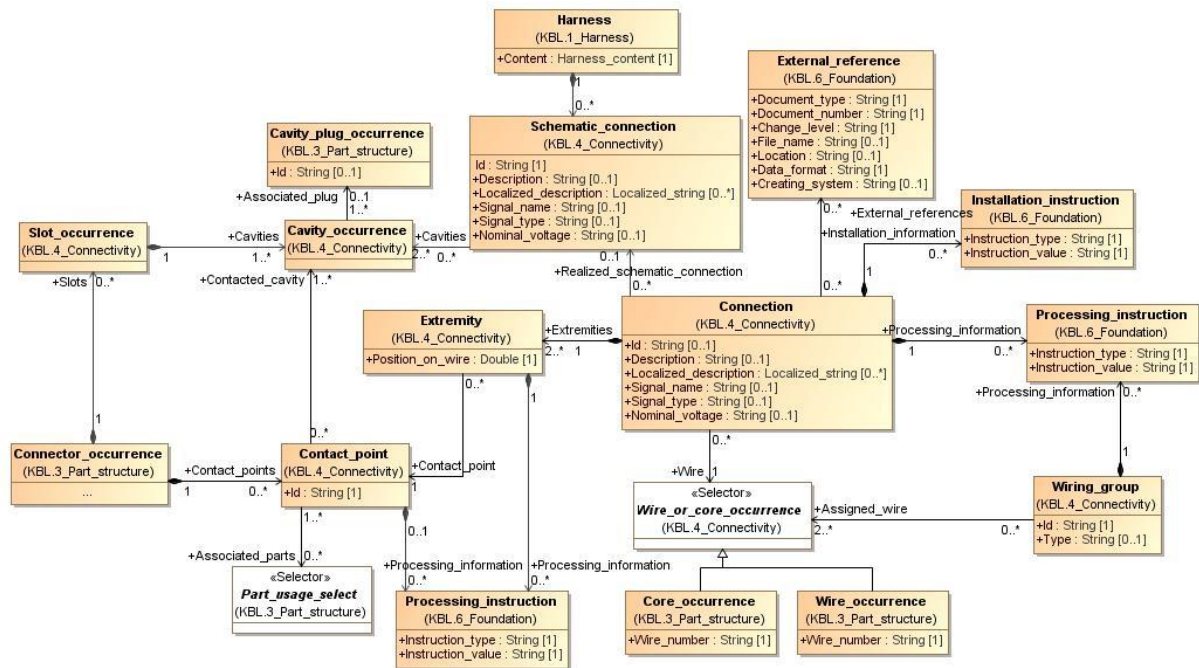 Harness
(KBL.1_Harness)
+Content : Harness_content [1]
1
0..*
External_reference
(KBL.6_Foundation)
+Document_type : String [1]
+Document_number : String [1]
+Change_level : String [1]
+File_name : String [0..1]
+Location : String [0..1]
+Data_format : String [1]
+Creating_system : String [0..1]
Schematic_connection
(KBL.4_Connectivity)
Id : String [1]
+Description : String [0..1]
+Localized_description : Localized_string [0..*]
+Signal_name : String [0..1]
+Signal_type : String [0..1]
+Nominal_voltage : String [0..1]
Cavity_plug_occurrence
(KBL.3_Part_structure)
+Id : String [0..1]
+Associated_plug
0..1
1..*
Installation_instruction
(KBL.6_Foundation)
+Instruction_type : String [1]
+Instruction_value : String [1]
Slot_occurrence
(KBL.4_Connectivity)
+Cavities
1
1..*
Cavity_occurrence
(KBL.4_Connectivity)
+Cavities
2..*
0..*
0..*
+External_references
+Installation_information
0..*
1
+Slots
0..*
+Contacted_cavity
1..*
0..1
+Realized_schematic_connection
0..*
0..*
Extremity
(KBL.4_Connectivity)
+Position_on_wire : Double [1]
+Extremities
2..*
1
Connection
(KBL.4_Connectivity)
+Id : String [0..1]
+Description : String [0..1]
+Localized_description : Localized_string [0..*]
+Signal_name : String [0..1]
+Signal_type : String [0..1]
+Nominal_voltage : String [0..1]
+Processing_information
1
0..*
Processing_instruction
(KBL.6_Foundation)
+Instruction_type : String [1]
+Instruction_value : String [1]
0..*
1
+Processing_information
0..*
1
0..*
0..*
1
Connector_occurrence
(KBL.3_Part_structure)
...
+Contact_points
1
0..*
Contact_point
(KBL.4_Connectivity)
+Id : String [1]
+Contact_point
1
+Wire
1
«Selector»
Wire_or_core_occurrence
(KBL.4_Connectivity)
+Assigned_wire
2..*
0..*
Wiring_group
(KBL.4_Connectivity)
+Id : String [1]
+Type : String [0..1]
1..*
0..1
+Associated_parts
0..*
+Processing_information
0..*
+Processing_information
0..*
«Selector»
Part_usage_select
(KBL.3_Part_structure)
Processing_instruction
(KBL.6_Foundation)
+Instruction_type : String [1]
+Instruction_value : String [1]
Core_occurrence
(KBL.3_Part_structure)
+Wire_number : String [1]
Wire_occurrence
(KBL.3_Part_structure)
+Wire_number : String [1]